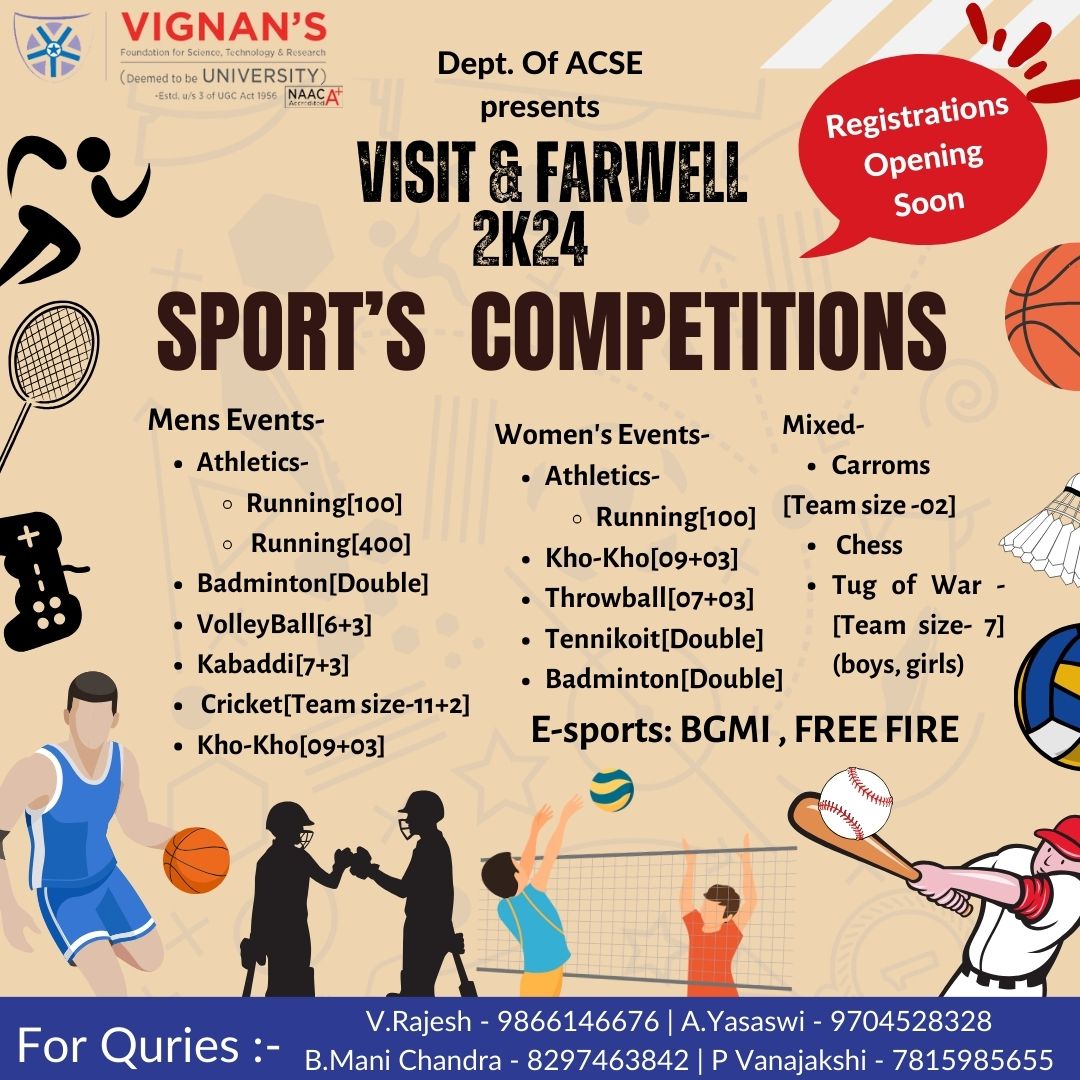 VIGNAN'S
Foundation for Science, Technology & Research
(Deemed to be UNIVERSITY)
-Estd. u/s 3 of UGC Act 1956
NAAC A+
Accredited
Dept. Of ACSE
presents
VISIT & FARWELL
2K24
Registrations
Opening
Soon
SPORT'S COMPETITIONS
Mens Events-
• Athletics-
◦ Running[100]
◦ Running[400]
• Badminton[Double]
• VolleyBall[6+3]
• Kabaddi[7+3]
• Cricket[Team size-11+2]
• Kho-Kho[09+03]
Women's Events-
• Athletics-
◦ Running[100]
• Kho-Kho[09+03]
• Throwball[07+03]
• Tennikoit[Double]
• Badminton[Double]
Mixed-
• Carroms
[Team size -02]
• Chess
• Tug of War -
[Team size- 7]
(boys, girls)
E-sports: BGMI , FREE FIRE
For Quries :-
V.Rajesh - 9866146676 | A.Yasaswi - 9704528328
B.Mani Chandra - 8297463842 | P Vanajakshi - 7815985655